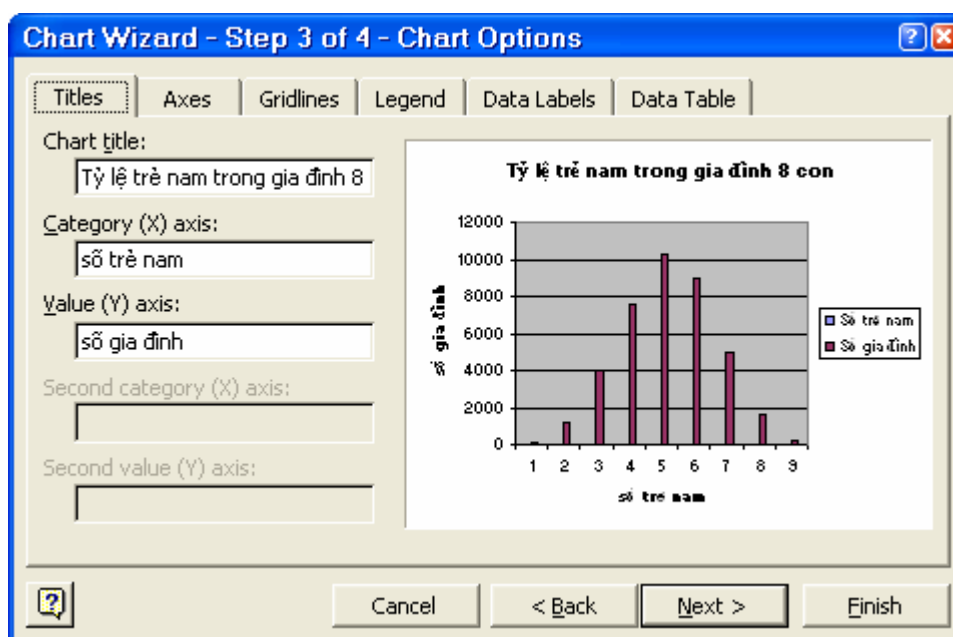 Chart Wizard - Step 3 of 4 - Chart Options
Titles
Axes
Gridlines
Legend
Data Labels
Data Table
Chart title:
Tỷ lệ trẻ nam trong gia đình 8
Category (X) axis:
số trẻ nam
Value (Y) axis:
số gia đình
Second category (X) axis:
Second value (Y) axis:
Tỷ lệ trẻ nam trong gia đình 8 con
12000
10000
8000
6000
4000
2000
0
số gia đình
1 2 3 4 5 6 7 8 9
số trẻ nam
Số trẻ nam
Số gia đình
Cancel
< Back
Next >
Finish